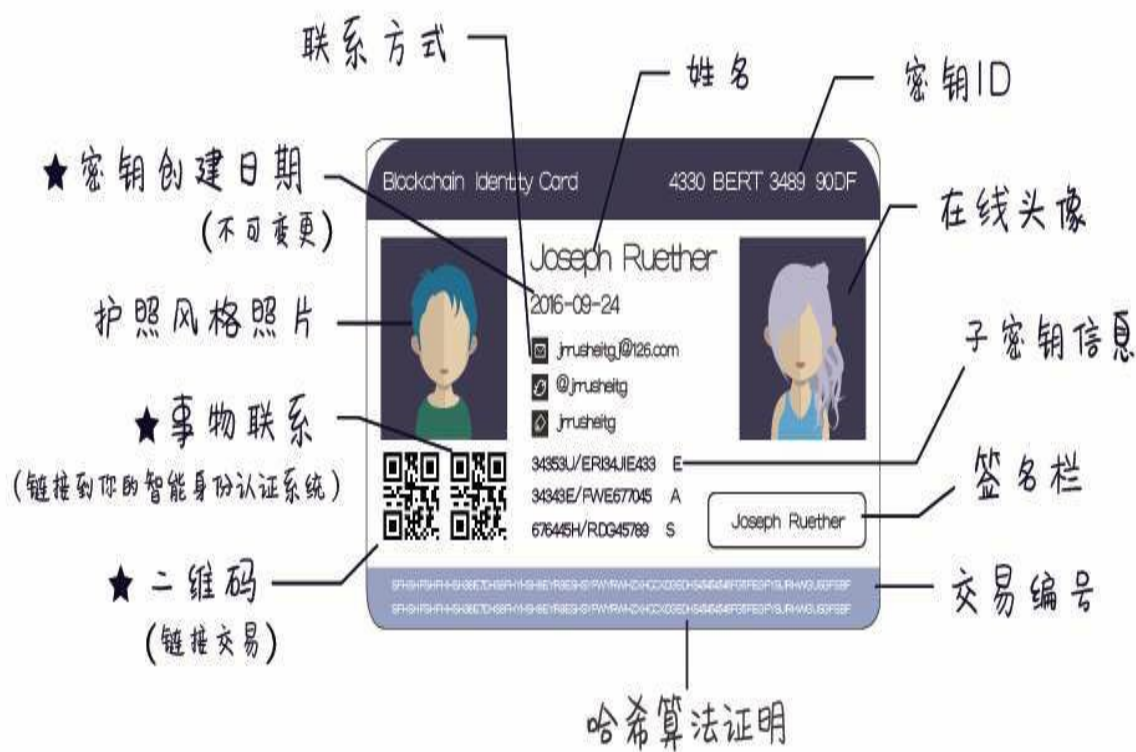 联系方式
姓名
密钥ID
★密钥创建日期
(不可变更)
Blockchain Identity Card
4330 BERT 3489 90DF
在线头像
Joseph Ruether
2016-09-24
护照风格照片
jrrusheitgj@126.com
@jrrusheitg
jrrusheitg
子密钥信息
★事物联系
(链接到你的智能身份认证系统)
34353U/ERI34JIE433 E
34343E/FWE677045 A
676445H/RDG45789 S
签名栏
Joseph Ruether
★二维码
(链接交易)
交易编号
哈希算法证明